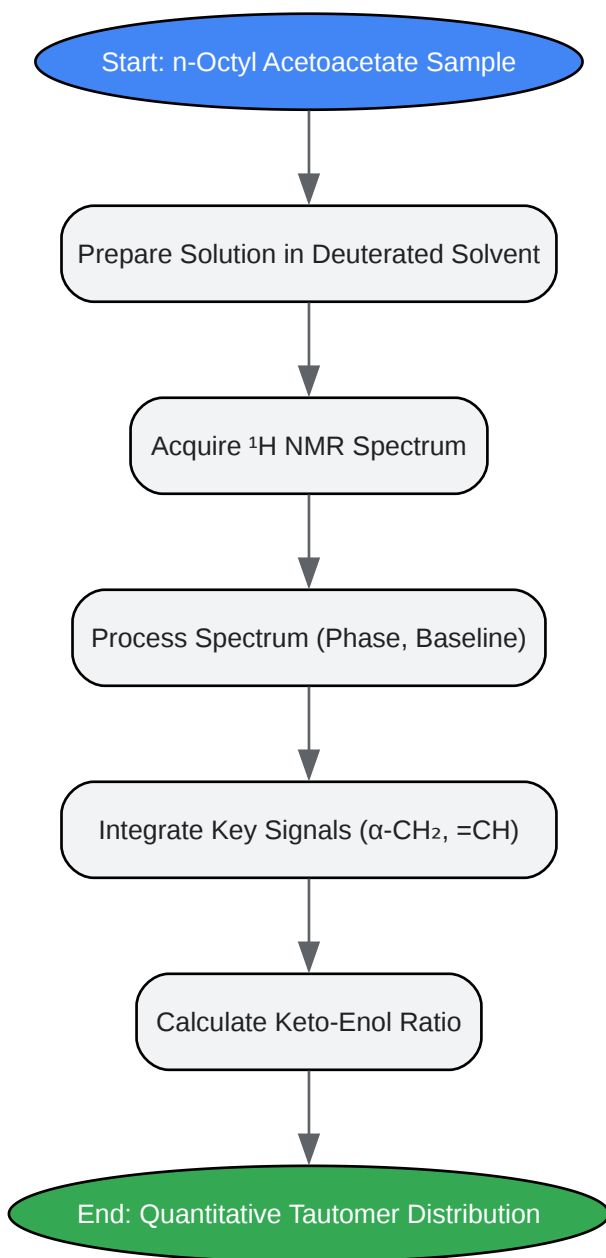 Start: n-Octyl Acetoacetate Sample
Prepare Solution in Deuterated Solvent
Acquire ¹H NMR Spectrum
Process Spectrum (Phase, Baseline)
Integrate Key Signals (α-CH₂, =CH)
Calculate Keto-Enol Ratio
End: Quantitative Tautomer Distribution